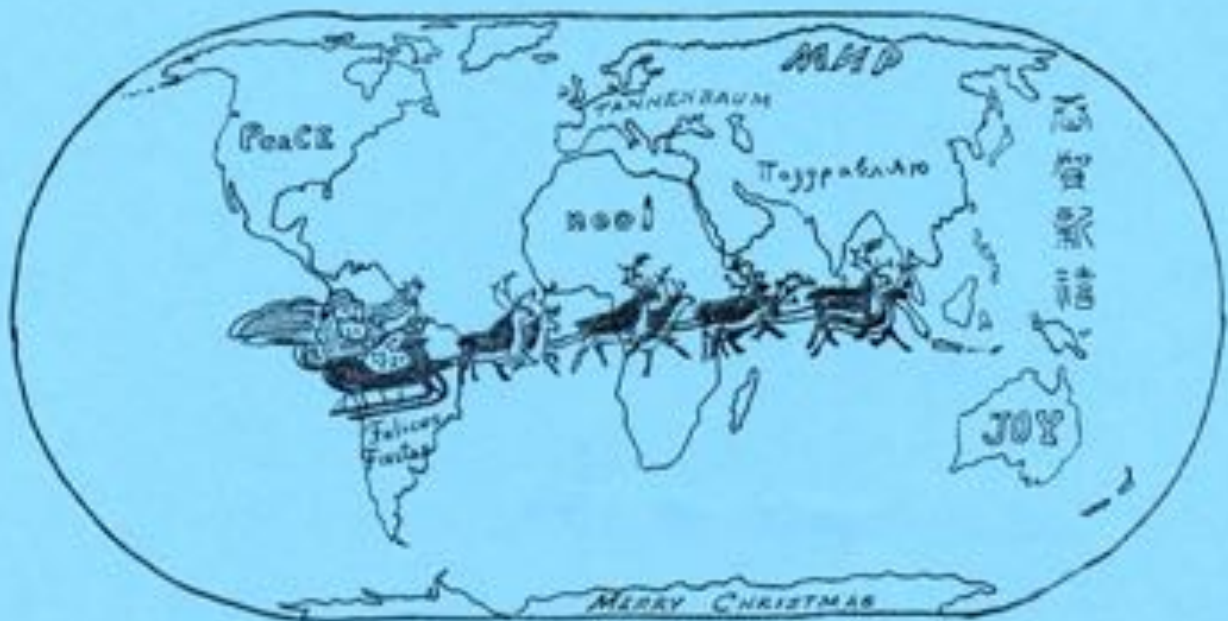 МИР
TANNENBAUM
PEACE
Поздравляю
noel
恭
賀
新
禧
Felices
Fiestas
JOY
MERRY CHRISTMAS